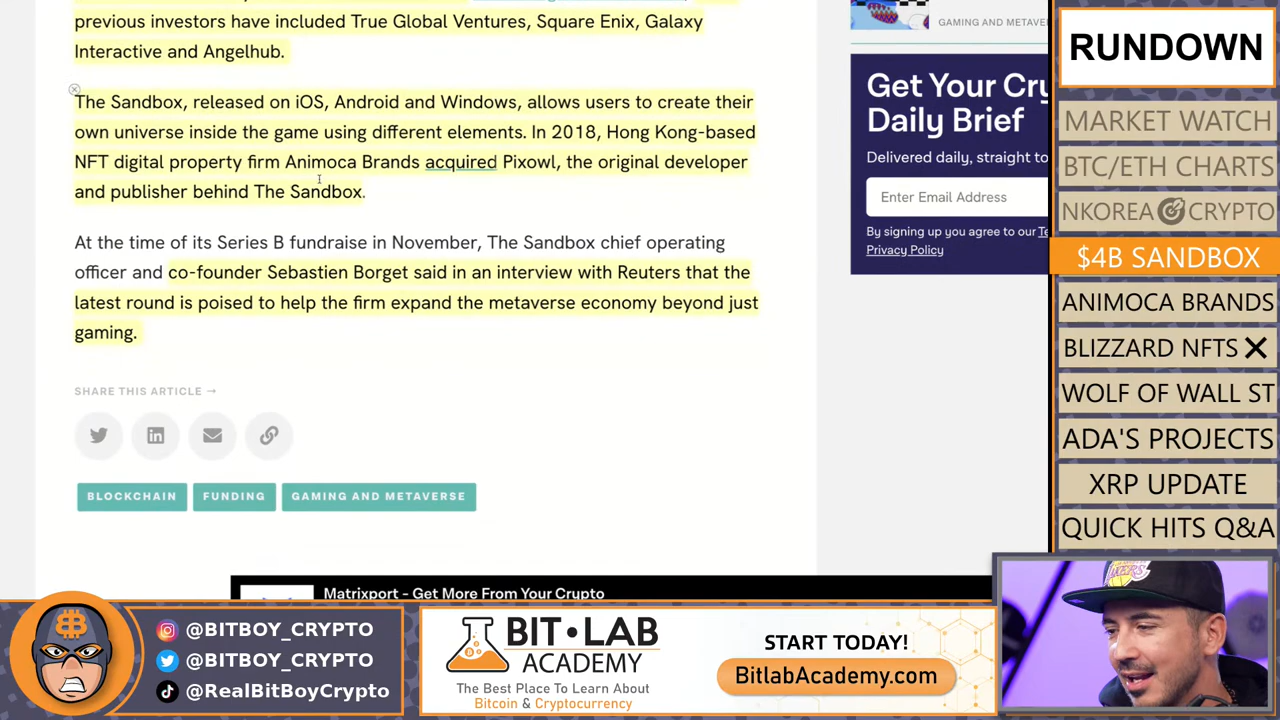 previous investors have included True Global Ventures, Square Enix, Galaxy
Interactive and Angelhub.
The Sandbox, released on iOS, Android and Windows, allows users to create their
own universe inside the game using different elements. In 2018, Hong Kong-based
NFT digital property firm Animoca Brands acquired Pixowl, the original developer
and publisher behind The Sandbox.
At the time of its Series B fundraise in November, The Sandbox chief operating
officer and co-founder Sebastien Borget said in an interview with Reuters that the
latest round is poised to help the firm expand the metaverse economy beyond just
gaming.
SHARE THIS ARTICLE →
BLOCKCHAIN
FUNDING
GAMING AND METAVERSE
Matrixport - Get More From Your Crypto
GAMING AND METAVER
Get Your Cry
Daily Brief
Delivered daily, straight to
Enter Email Address
By signing up you agree to our Te
Privacy Policy
RUNDOWN
MARKET WATCH
BTC/ETH CHARTS
NKOREA CRYPTO
$4B SANDBOX
ANIMOCA BRANDS
BLIZZARD NFTS
WOLF OF WALL ST
ADA'S PROJECTS
XRP UPDATE
QUICK HITS Q&A
@BITBOY_CRYPTO
@BITBOY_CRYPTO
@RealBitBoyCrypto
BIT•LAB
ACADEMY
The Best Place To Learn About
Bitcoin & Cryptocurrency
START TODAY!
BitlabAcademy.com